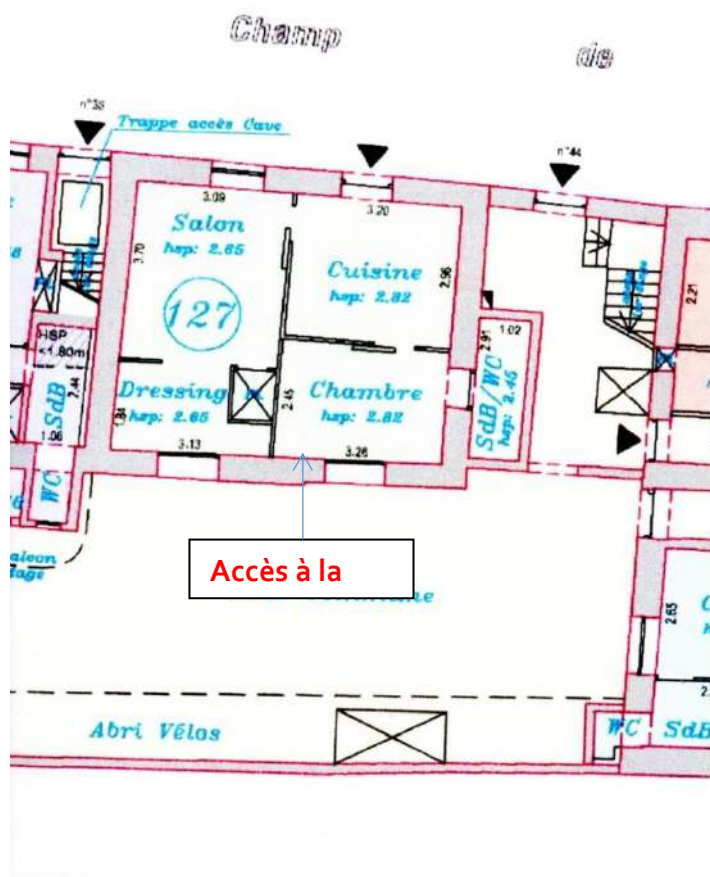 Champ
de
n°38
Trappe accès Cave
n°44
3.09
3.20
Salon
hsp: 2.65
3.70
Cuisine
hsp: 2.82
2.96
2.21
127
HSP
<1.80m
2.91
1.02
SdB/WC
hsp: 2.45
Dressing
hsp: 2.65
1.84
2.45
Chambre
hsp: 2.82
SdB
2.44
1.06
3.13
3.26
WC
Accès à la
2.65
Abri Vélos
WC
SdB